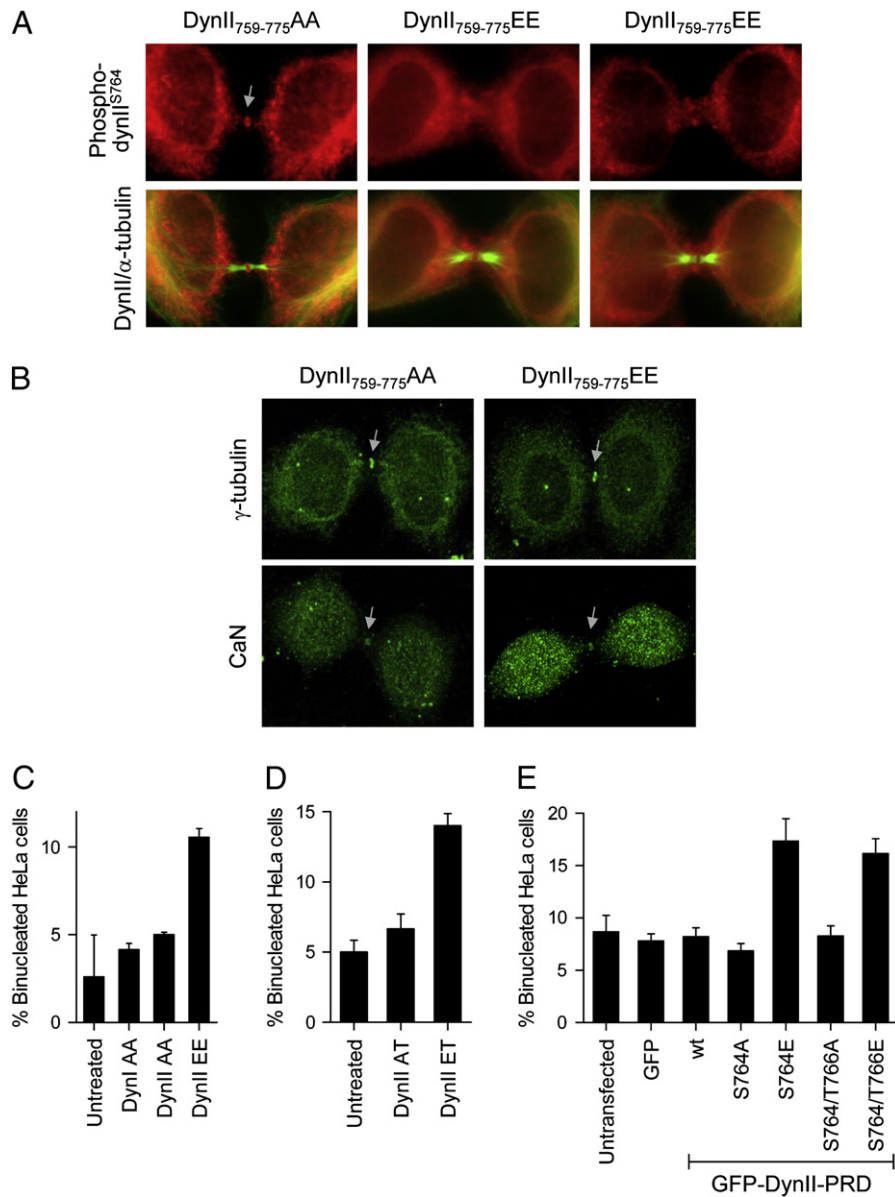 A
DynII759-775AA
DynII759-775EE
DynII759-775EE
Phospho-
dynIIS764
DynII/α-tubulin
B
DynII759-775AA
DynII759-775EE
γ-tubulin
CaN
C
% Binucleated HeLa cells
10
5
0
Untreated
DynI AA
DynII AA
DynII EE
D
% Binucleated HeLa cells
15
10
5
0
Untreated
DynII AT
DynII ET
E
% Binucleated HeLa cells
20
15
10
5
0
Untransfected
GFP
wt
S764A
S764E
S764/T766A
S764/T766E
GFP-DynII-PRD